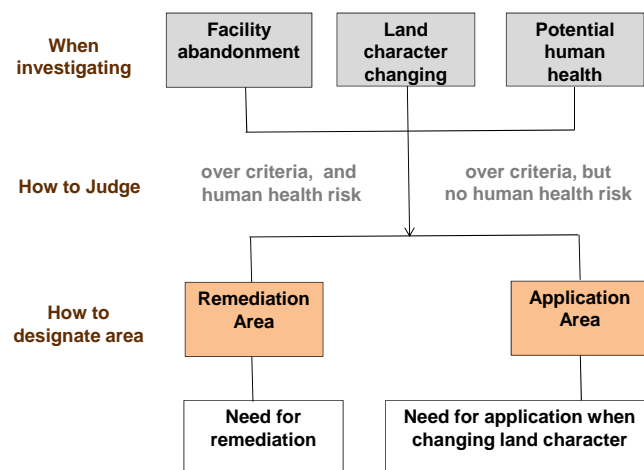 When
investigating
Facility
abandonment
Land
character
changing
Potential
human
health
How to Judge
over criteria, and
human health risk
over criteria, but
no human health risk
How to
designate area
Remediation
Area
Application
Area
Need for
remediation
Need for application when
changing land character